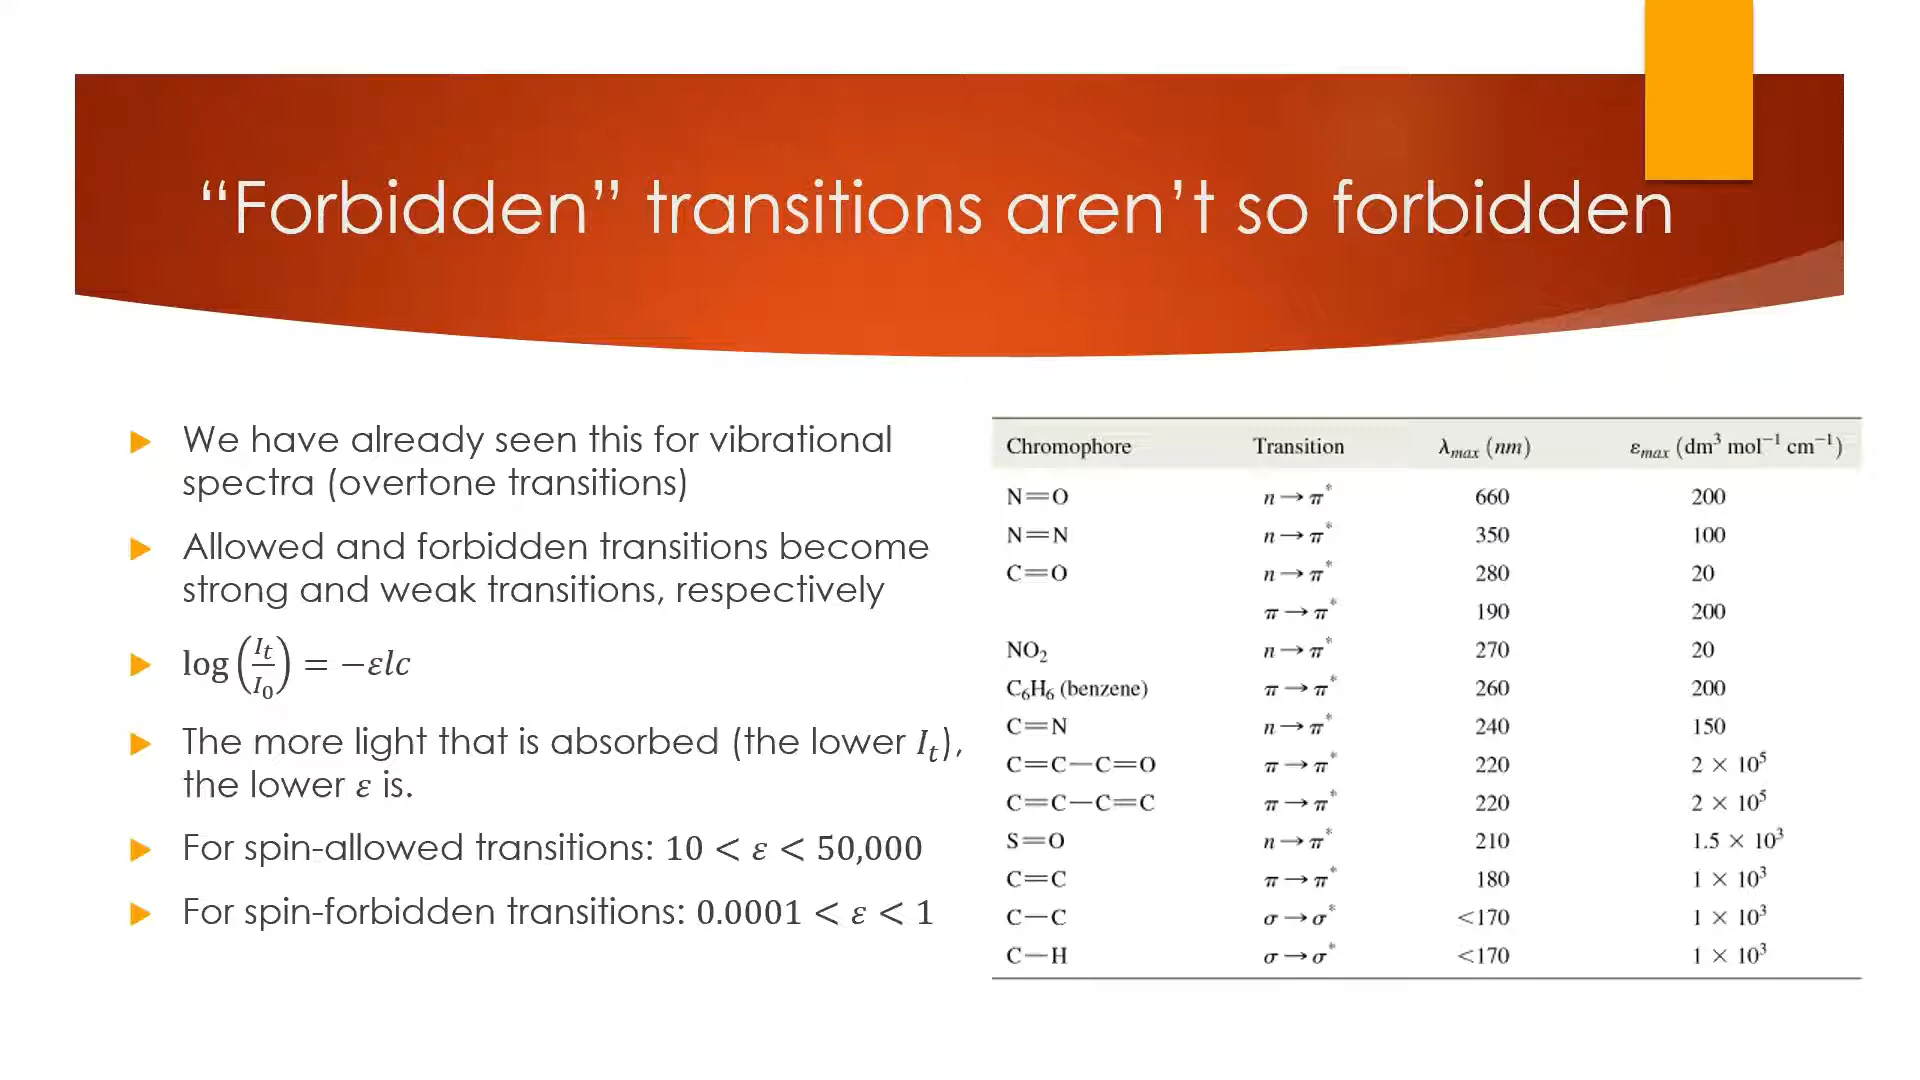 “Forbidden” transitions aren’t so forbidden
We have already seen this for vibrational
spectra (overtone transitions)
Allowed and forbidden transitions become
strong and weak transitions, respectively
log(I_t/I_0) = −εlc
The more light that is absorbed (the lower I_t),
the lower ε is.
For spin-allowed transitions: 10 < ε < 50,000
For spin-forbidden transitions: 0.0001 < ε < 1
Chromophore Transition λmax (nm) εmax (dm³ mol⁻¹ cm⁻¹)
N=O n→π* 660 200
N=N n→π* 350 100
C=O n→π* 280 20
π→π* 190 200
NO₂ n→π* 270 20
C₆H₆ (benzene) π→π* 260 200
C=N n→π* 240 150
C=C—C=O π→π* 220 2 × 10⁵
C=C—C=C π→π* 220 2 × 10⁵
S=O n→π* 210 1.5 × 10³
C=C π→π* 180 1 × 10³
C—C σ→σ* <170 1 × 10³
C—H σ→σ* <170 1 × 10³